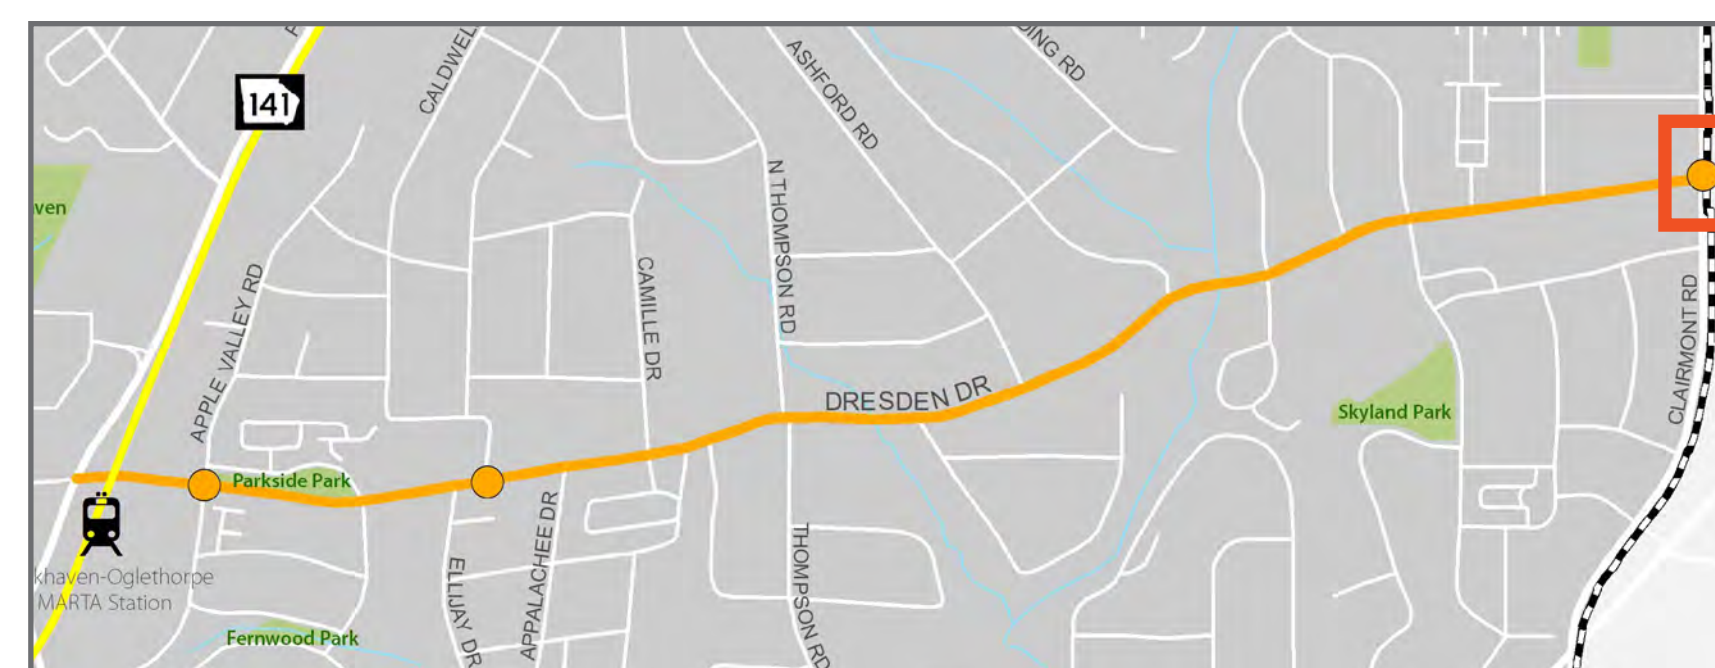 141
CALDWEL
ASHFORD RD
DING RD
ven
N THOMPSON RD
APPLE VALLEY RD
CAMILLE DR
CLAIRMONT RD
DRESDEN DR
Skyland Park
Parkside Park
khaven-Oglethorpe
MARTA Station
ELLIJAY DR
APPALACHEE DR
THOMPSON RD
Fernwood Park